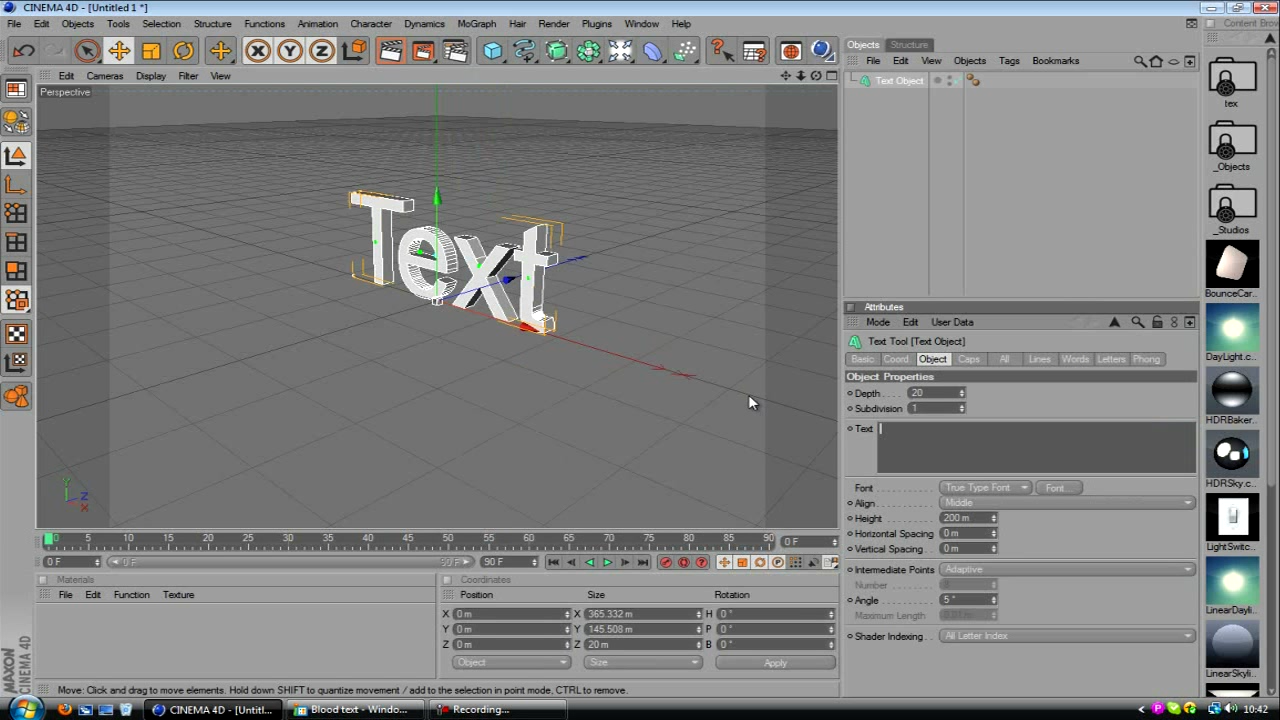 CINEMA 4D - [Untitled 1 *]
File Edit Objects Tools Selection Structure Functions Animation Character Dynamics MoGraph Hair Render Plugins Window Help
Content Brow
Edit Cameras Display Filter View
Perspective
Text
Objects Structure
File Edit View Objects Tags Bookmarks
Text Object
tex
_Objects
_Studios
BounceCar...
DayLight.c...
HDRBaker...
HDRSky.c...
LightSwitc...
LinearDayli...
LinearSkyli...
Attributes
Mode Edit User Data
Text Tool [Text Object]
Basic Coord. Object Caps All Lines Words Letters Phong
Object Properties
Depth . . . . 20
Subdivision 1
Text
Font True Type Font Font...
Align Middle
Height 200 m
Horizontal Spacing 0 m
Vertical Spacing 0 m
Intermediate Points Adaptive
Number
Angle 5 °
Maximum Length
Shader Indexing. . All Letter Index
0 5 10 15 20 25 30 35 40 45 50 55 60 65 70 75 80 85 90 0 F
0 F 0 F 90 F 90 F
Materials
File Edit Function Texture
Coordinates
Position Size Rotation
X 0 m X 365.332 m H 0 °
Y 0 m Y 145.508 m P 0 °
Z 0 m Z 20 m B 0 °
Object Size Apply
MAXON CINEMA 4D
Move: Click and drag to move elements. Hold down SHIFT to quantize movement / add to the selection in point mode, CTRL to remove.
CINEMA 4D - [Untitl... Blood text - Windo... Recording... 10:42